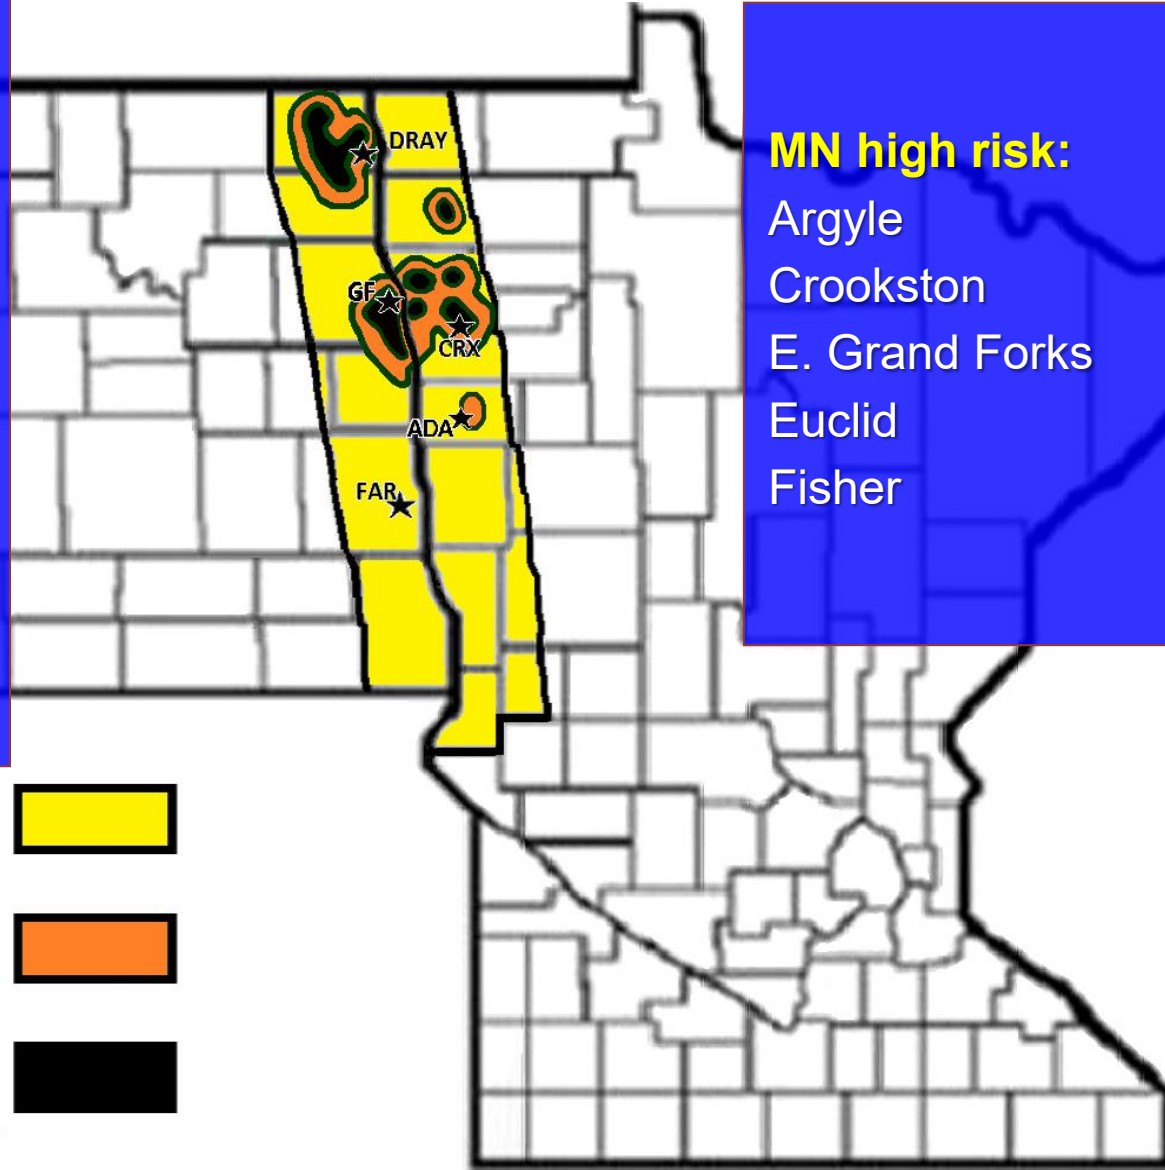 MN high risk:
Argyle
Crookston
E. Grand Forks
Euclid
Fisher
DRAY
GF
CRX
ADA
FAR